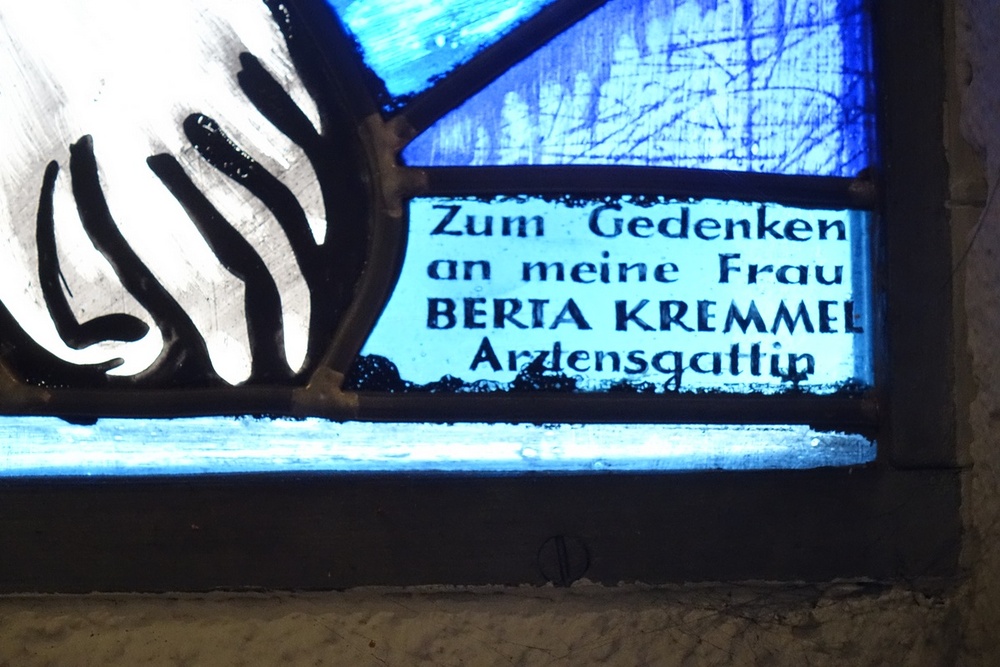 Zum Gedenken
an meine Frau
BERTA KREMMEL
Arztensgattin